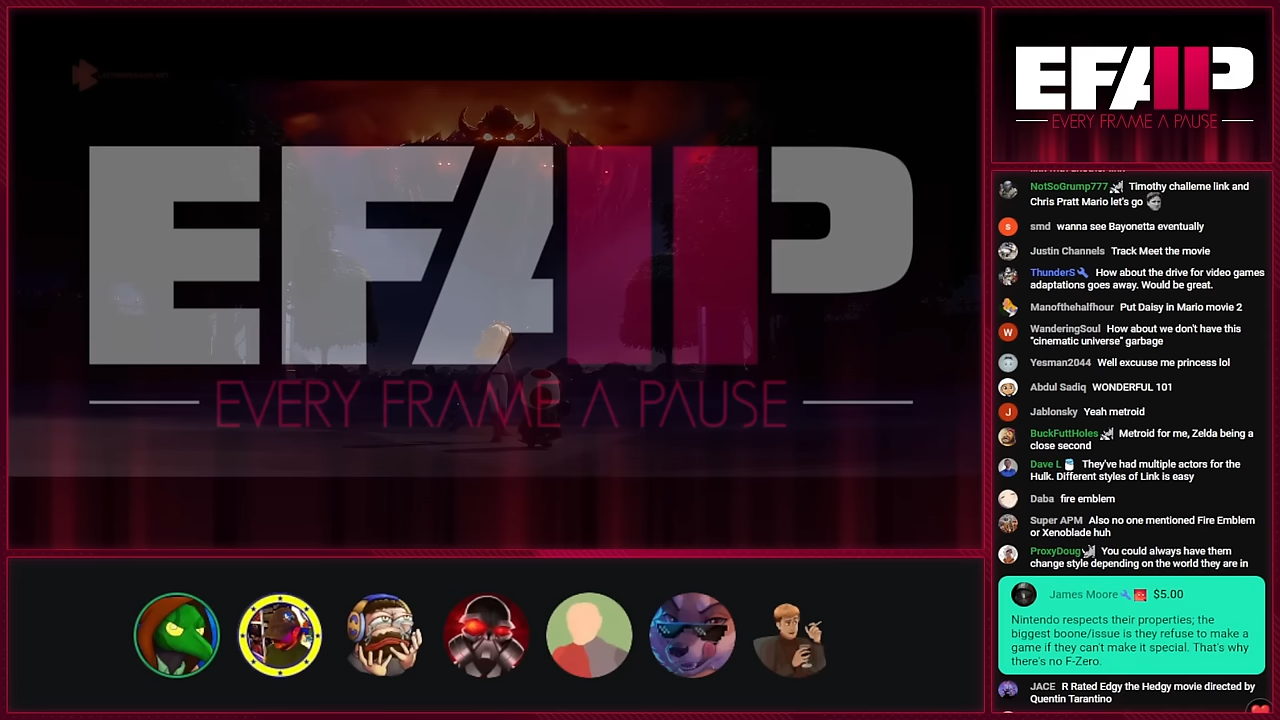 EFAP
EVERY FRAME A PAUSE
EFAP
EVERY FRAME A PAUSE
NotSoGrump777 Timothy challeme link and
Chris Pratt Mario let's go
s smd wanna see Bayonetta eventually
Justin Channels Track Meet the movie
ThunderS How about the drive for video games
adaptations goes away. Would be great.
Manofthehalfhour Put Daisy in Mario movie 2
W WanderingSoul How about we don't have this
"cinematic universe" garbage
Yesman2044 Well excuuse me princess lol
Abdul Sadiq WONDERFUL 101
J Jablonsky Yeah metroid
BuckFuttHoles Metroid for me, Zelda being a
close second
Dave L They've had multiple actors for the
Hulk. Different styles of Link is easy
Daba fire emblem
Super APM Also no one mentioned Fire Emblem
or Xenoblade huh
ProxyDoug You could always have them
change style depending on the world they are in
James Moore $5.00
Nintendo respects their properties; the
biggest boone/issue is they refuse to make a
game if they can't make it special. That's why
there's no F-Zero.
JACE R Rated Edgy the Hedgy movie directed by
Quentin Tarantino